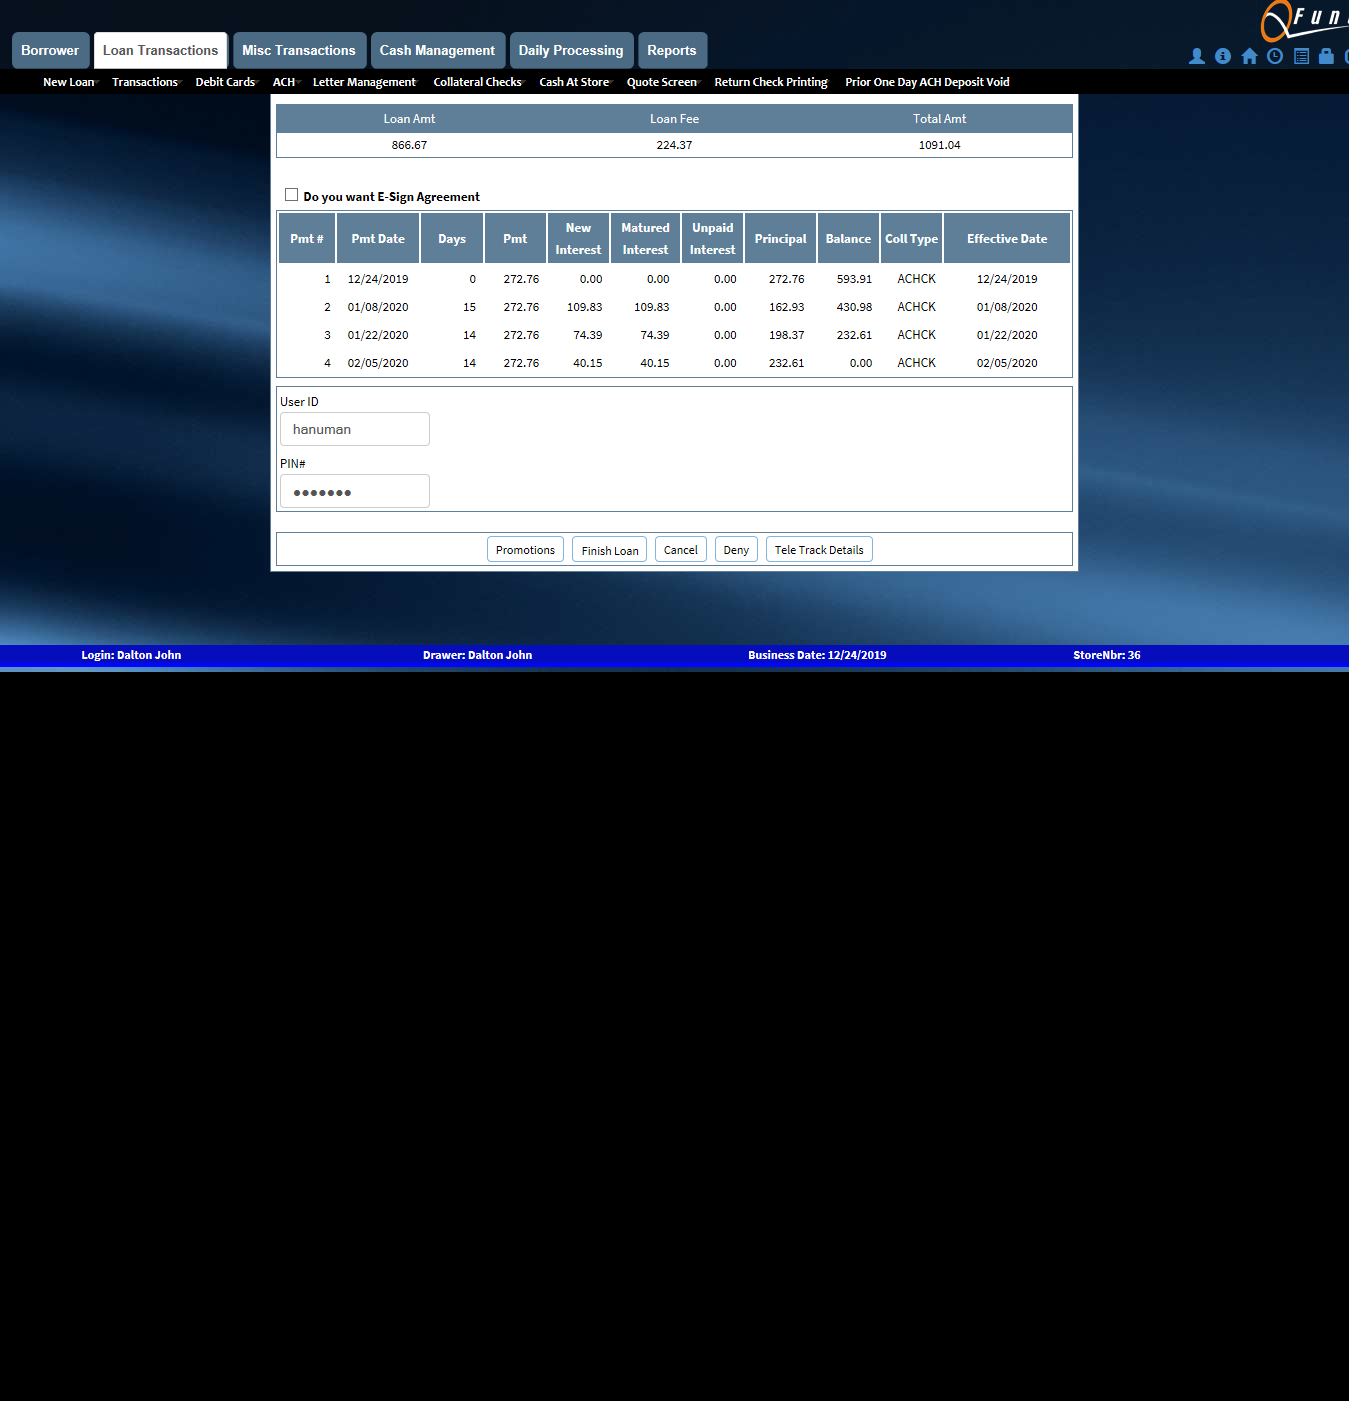 Fun
Borrower Loan Transactions Misc Transactions Cash Management Daily Processing Reports
New Loan Transactions Debit Cards ACH Letter Management Collateral Checks Cash At Store Quote Screen Return Check Printing Prior One Day ACH Deposit Void
Loan Amt Loan Fee Total Amt
866.67 224.37 1091.04
Do you want E-Sign Agreement
Pmt # Pmt Date Days Pmt New Interest Matured Interest Unpaid Interest Principal Balance Coll Type Effective Date
1 12/24/2019 0 272.76 0.00 0.00 0.00 272.76 593.91 ACHCK 12/24/2019
2 01/08/2020 15 272.76 109.83 109.83 0.00 162.93 430.98 ACHCK 01/08/2020
3 01/22/2020 14 272.76 74.39 74.39 0.00 198.37 232.61 ACHCK 01/22/2020
4 02/05/2020 14 272.76 40.15 40.15 0.00 232.61 0.00 ACHCK 02/05/2020
User ID
hanuman
PIN#
●●●●●●●
Promotions Finish Loan Cancel Deny Tele Track Details
Login: Dalton John Drawer: Dalton John Business Date: 12/24/2019 StoreNbr: 36